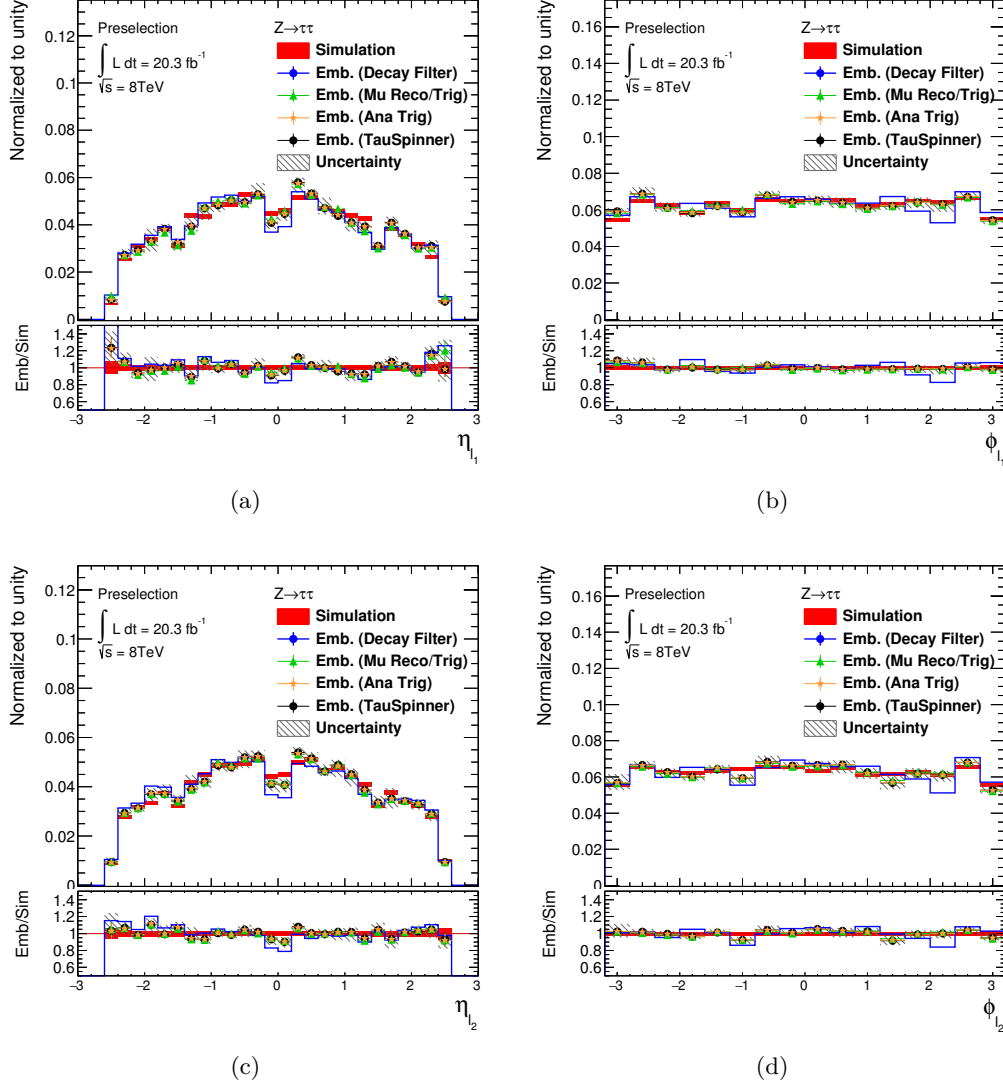 Normalized to unity
0.12
0.1
0.08
0.06
0.04
0.02
0
Preselection
∫ L dt = 20.3 fb⁻¹
√s = 8TeV
Z→ττ
Simulation
Emb. (Decay Filter)
Emb. (Mu Reco/Trig)
Emb. (Ana Trig)
Emb. (TauSpinner)
Uncertainty
Emb/Sim
1.4
1.2
1.0
0.8
0.6
−3 −2 −1 0 1 2 3
η_l₁
(a)
Normalized to unity
0.16
0.14
0.12
0.1
0.08
0.06
0.04
0.02
0
Preselection
∫ L dt = 20.3 fb⁻¹
√s = 8TeV
Z→ττ
Simulation
Emb. (Decay Filter)
Emb. (Mu Reco/Trig)
Emb. (Ana Trig)
Emb. (TauSpinner)
Uncertainty
Emb/Sim
1.4
1.2
1
0.8
0.6
−3 −2 −1 0 1 2 3
ϕ_l₁
(b)
Normalized to unity
0.12
0.1
0.08
0.06
0.04
0.02
0
Preselection
∫ L dt = 20.3 fb⁻¹
√s = 8TeV
Z→ττ
Simulation
Emb. (Decay Filter)
Emb. (Mu Reco/Trig)
Emb. (Ana Trig)
Emb. (TauSpinner)
Uncertainty
Emb/Sim
1.4
1.2
1
0.8
0.6
−3 −2 −1 0 1 2 3
η_l₂
(c)
Normalized to unity
0.16
0.14
0.12
0.1
0.08
0.06
0.04
0.02
0
Preselection
∫ L dt = 20.3 fb⁻¹
√s = 8TeV
Z→ττ
Simulation
Emb. (Decay Filter)
Emb. (Mu Reco/Trig)
Emb. (Ana Trig)
Emb. (TauSpinner)
Uncertainty
Emb/Sim
1.4
1.2
1
0.8
0.6
−3 −2 −1 0 1 2 3
ϕ_l₂
(d)